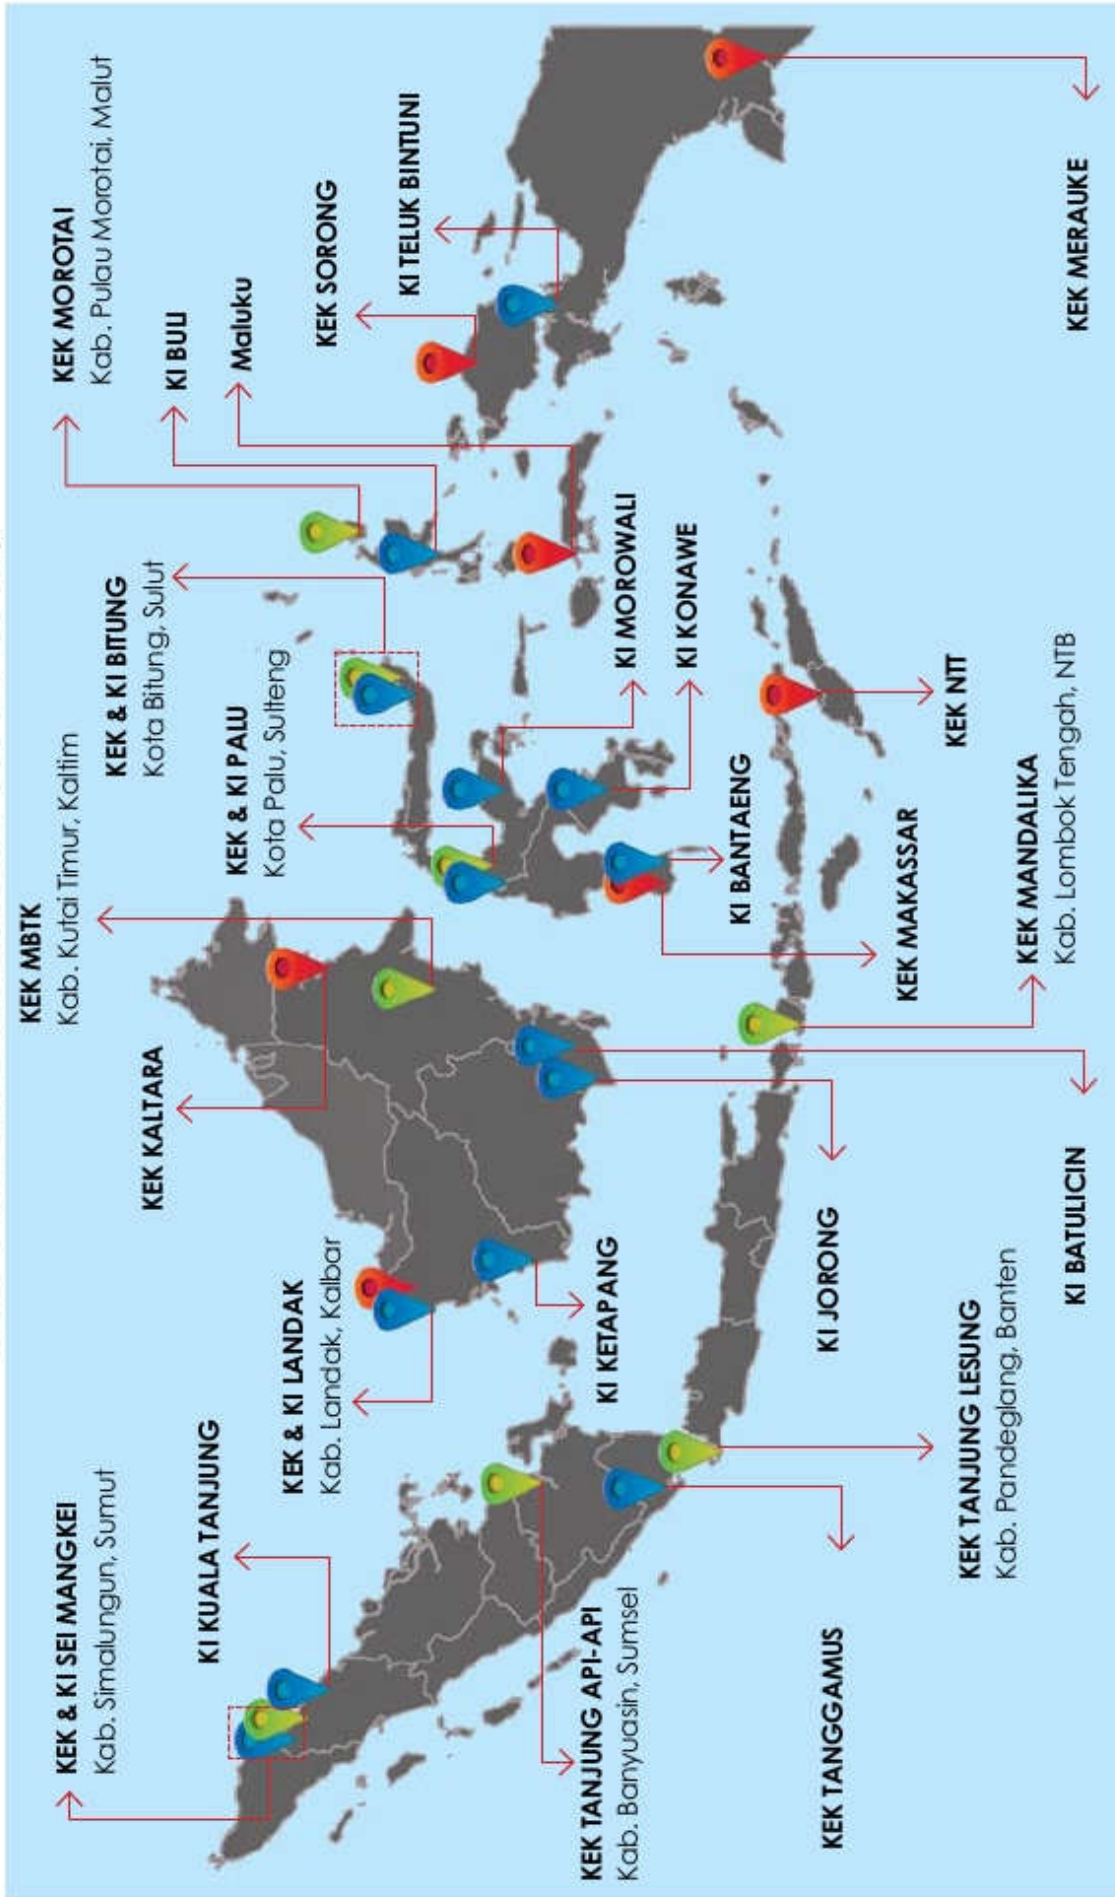 KEK MBTK
Kab. Kutai Timur, Kaltim
KEK MOROTAI
Kab. Pulau Morotai, Malut
KEK & KI SEI MANGKEI
Kab. Simalungun, Sumut
KEK & KI BITUNG
Kota Bitung, Sulut
KEK KALTARA
KI BULI
KI KUALA TANJUNG
KEK & KI PALU
Kota Palu, Sulteng
Maluku
KEK & KI LANDAK
Kab. Landak, Kalbar
KEK SORONG
KI TELUK BINTUNI
KI KETAPANG
KI MOROWALI
KI KONAWE
KEK TANJUNG API-API
Kab. Banyuasin, Sumsel
KI BANTAENG
KI JORONG
KEK TANGGAMUS
KEK MAKASSAR
KEK NTT
KEK TANJUNG LESUNG
Kab. Pandeglang, Banten
KEK MANDALIKA
Kab. Lombok Tengah, NTB
KI BATULICIN
KEK MERAUKE